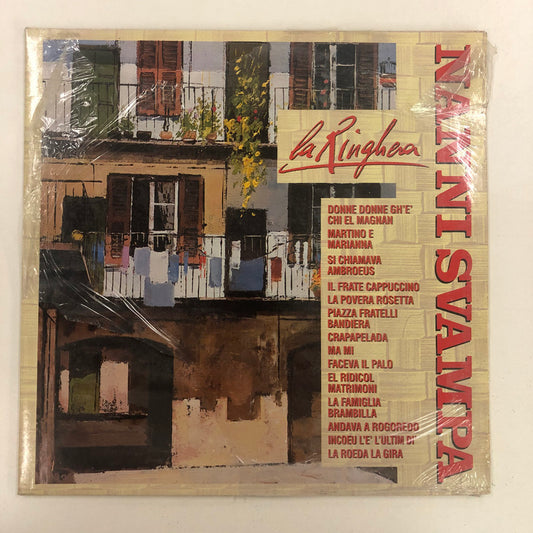 la Ringhera
NANNI SVAMPA
DONNE DONNE GH'E'
CHI EL MAGNAN
MARTINO E
MARIANNA
SI CHIAMAVA
AMBROEUS
IL FRATE CAPPUCCINO
LA POVERA ROSETTA
PIAZZA FRATELLI
BANDIERA
CRAPAPELADA
MA MI
FACEVA IL PALO
EL RIDICOL
MATRIMONI
LA FAMIGLIA
BRAMBILLA
ANDAVA A ROGOREDO
INCOEU L'E' L'ULTIM DI
LA ROEDA LA GIRA